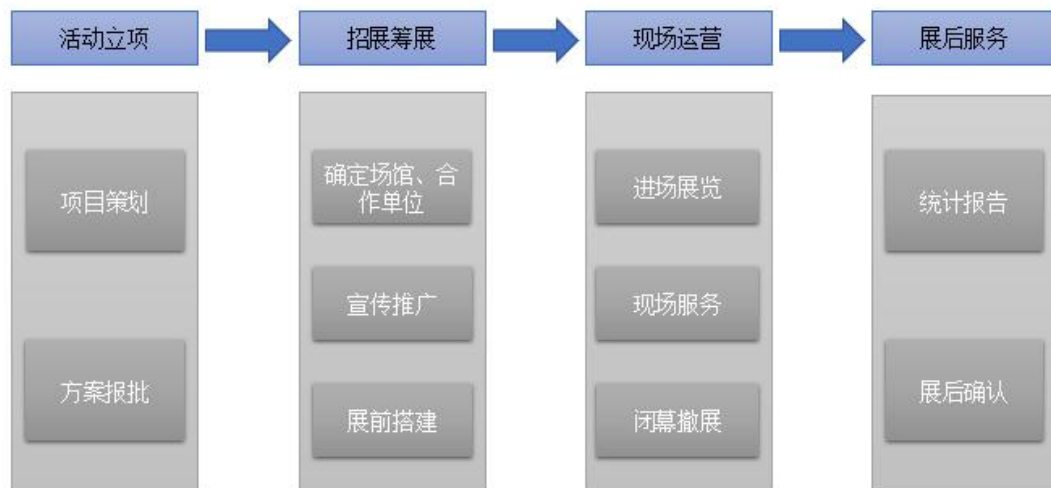 活动立项
招展筹展
现场运营
展后服务
项目策划
方案报批
确定场馆、合
作单位
宣传推广
展前搭建
进场展览
现场服务
闭幕撤展
统计报告
展后确认